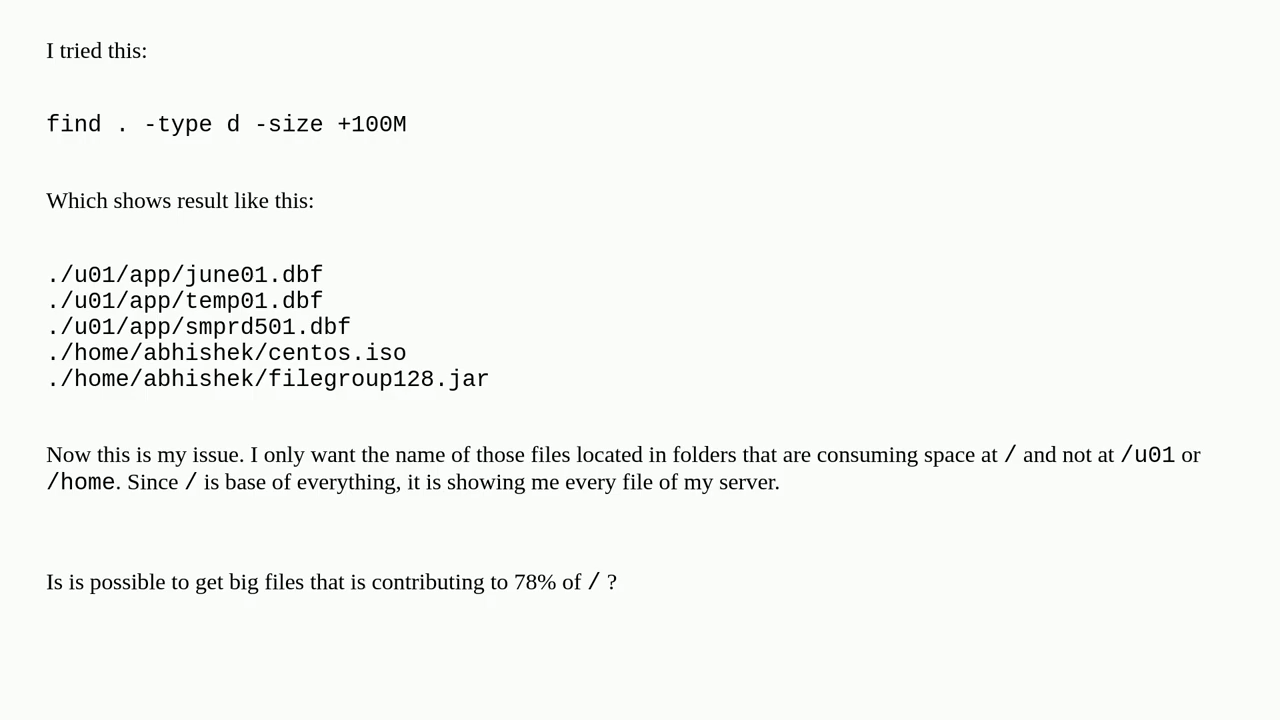 I tried this:
find . -type d -size +100M
Which shows result like this:
./u01/app/june01.dbf
./u01/app/temp01.dbf
./u01/app/smprd501.dbf
./home/abhishek/centos.iso
./home/abhishek/filegroup128.jar
Now this is my issue. I only want the name of those files located in folders that are consuming space at / and not at /u01 or
/home. Since / is base of everything, it is showing me every file of my server.
Is is possible to get big files that is contributing to 78% of / ?